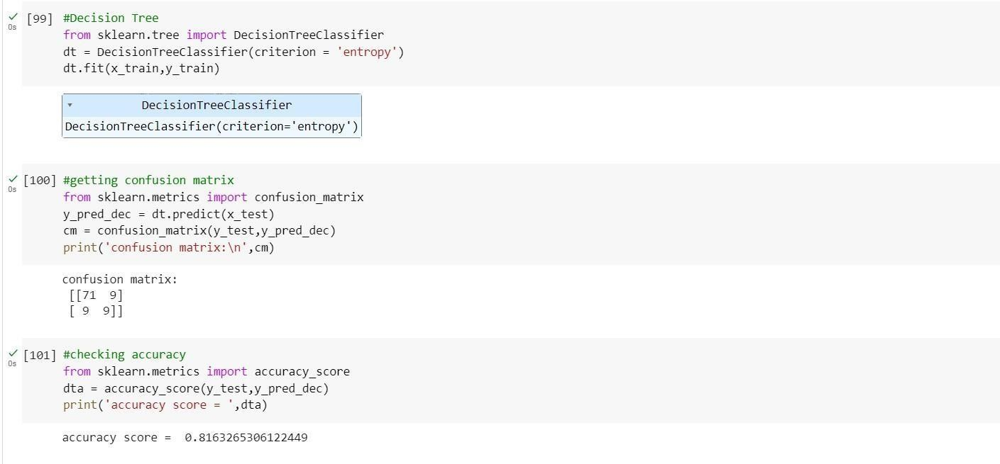 0s [99] #Decision Tree
from sklearn.tree import DecisionTreeClassifier
dt = DecisionTreeClassifier(criterion = 'entropy')
dt.fit(x_train,y_train)
DecisionTreeClassifier
DecisionTreeClassifier(criterion='entropy')
0s [100] #getting confusion matrix
from sklearn.metrics import confusion_matrix
y_pred_dec = dt.predict(x_test)
cm = confusion_matrix(y_test,y_pred_dec)
print('confusion matrix:\n',cm)
confusion matrix:
[[71  9]
[ 9  9]]
0s [101] #checking accuracy
from sklearn.metrics import accuracy_score
dta = accuracy_score(y_test,y_pred_dec)
print('accuracy score = ',dta)
accuracy score =  0.8163265306122449